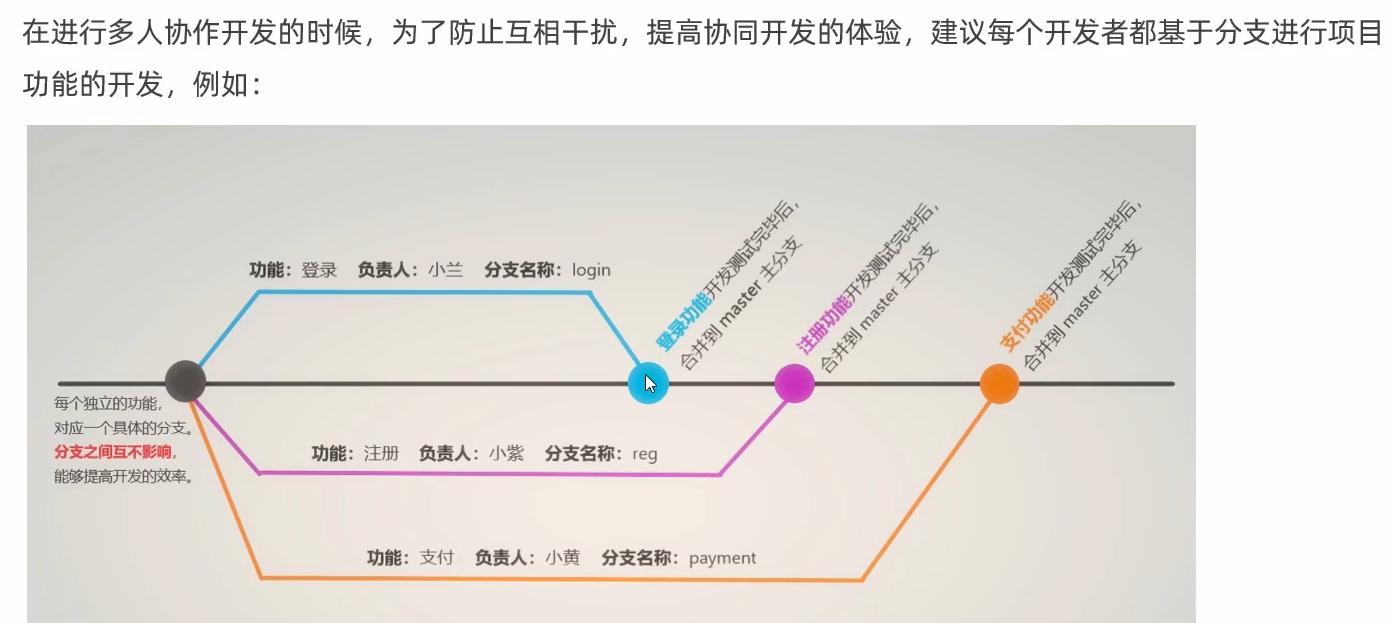 在进行多人协作开发的时候，为了防止互相干扰，提高协同开发的体验，建议每个开发者都基于分支进行项目
功能的开发，例如：
功能：登录 负责人：小兰 分支名称：login
登录功能开发测试完毕后，
合并到 master 主分支
注册功能开发测试完毕后，
合并到 master 主分支
支付功能开发测试完毕后，
合并到 master 主分支
每个独立的功能，
对应一个具体的分支。
分支之间互不影响，
能够提高开发的效率。
功能：注册 负责人：小紫 分支名称：reg
功能：支付 负责人：小黄 分支名称：payment